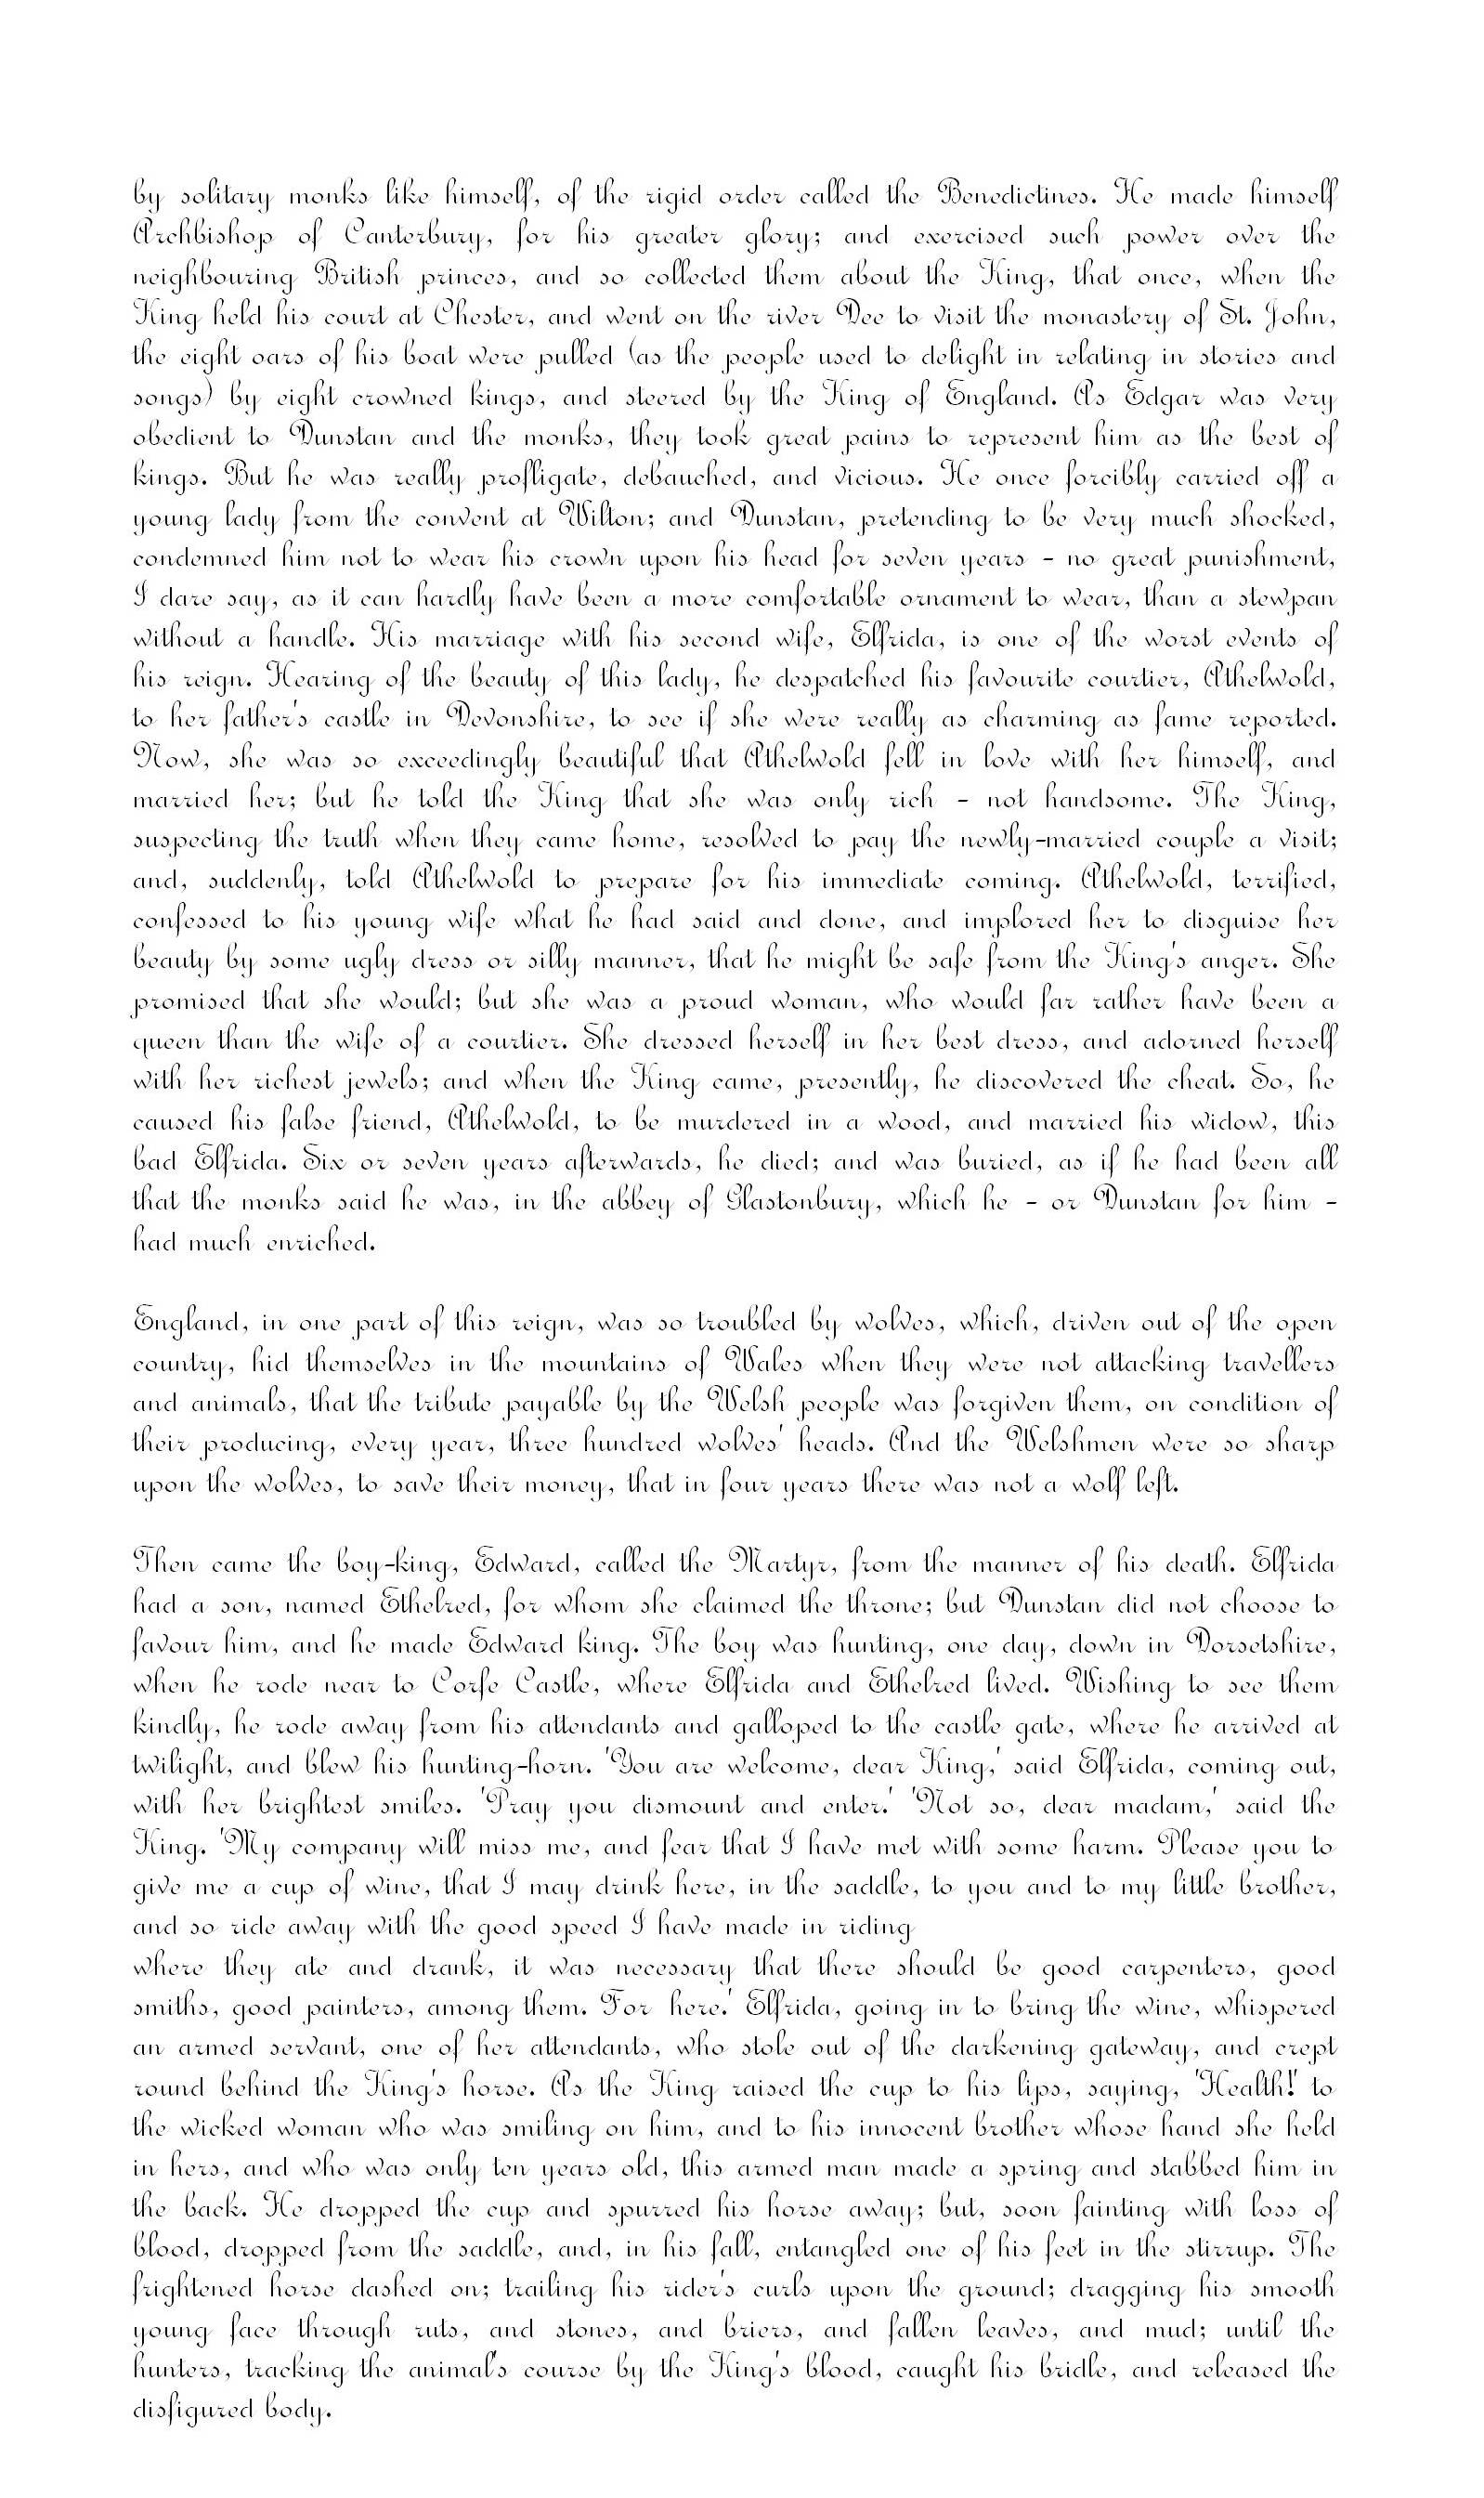 by solitary monks like himself, of the rigid order called the Benedictines. He made himself
Archbishop of Canterbury, for his greater glory; and exercised such power over the
neighbouring British princes, and so collected them about the King, that once, when the
King held his court at Chester, and went on the river Dee to visit the monastery of St. John,
the eight oars of his boat were pulled (as the people used to delight in relating in stories and
songs) by eight crowned kings, and steered by the King of England. As Edgar was very
obedient to Dunstan and the monks, they took great pains to represent him as the best of
kings. But he was really profligate, debauched, and vicious. He once forcibly carried off a
young lady from the convent at Wilton; and Dunstan, pretending to be very much shocked,
condemned him not to wear his crown upon his head for seven years - no great punishment,
I dare say, as it can hardly have been a more comfortable ornament to wear, than a stewpan
without a handle. His marriage with his second wife, Elfrida, is one of the worst events of
his reign. Hearing of the beauty of this lady, he despatched his favourite courtier, Athelwold,
to her father's castle in Devonshire, to see if she were really as charming as fame reported.
Now, she was so exceedingly beautiful that Athelwold fell in love with her himself, and
married her; but he told the King that she was only rich - not handsome. The King,
suspecting the truth when they came home, resolved to pay the newly-married couple a visit;
and, suddenly, told Athelwold to prepare for his immediate coming. Athelwold, terrified,
confessed to his young wife what he had said and done, and implored her to disguise her
beauty by some ugly dress or silly manner, that he might be safe from the King's anger. She
promised that she would; but she was a proud woman, who would far rather have been a
queen than the wife of a courtier. She dressed herself in her best dress, and adorned herself
with her richest jewels; and when the King came, presently, he discovered the cheat. So, he
caused his false friend, Athelwold, to be murdered in a wood, and married his widow, this
bad Elfrida. Six or seven years afterwards, he died; and was buried, as if he had been all
that the monks said he was, in the abbey of Glastonbury, which he - or Dunstan for him -
had much enriched.
England, in one part of this reign, was so troubled by wolves, which, driven out of the open
country, hid themselves in the mountains of Wales when they were not attacking travellers
and animals, that the tribute payable by the Welsh people was forgiven them, on condition of
their producing, every year, three hundred wolves' heads. And the Welshmen were so sharp
upon the wolves, to save their money, that in four years there was not a wolf left.
Then came the boy-king, Edward, called the Martyr, from the manner of his death. Elfrida
had a son, named Ethelred, for whom she claimed the throne; but Dunstan did not choose to
favour him, and he made Edward king. The boy was hunting, one day, down in Dorsetshire,
when he rode near to Corfe Castle, where Elfrida and Ethelred lived. Wishing to see them
kindly, he rode away from his attendants and galloped to the castle gate, where he arrived at
twilight, and blew his hunting-horn. 'You are welcome, dear King,' said Elfrida, coming out,
with her brightest smiles. 'Pray you dismount and enter.' 'Not so, dear madam,' said the
King. 'My company will miss me, and fear that I have met with some harm. Please you to
give me a cup of wine, that I may drink here, in the saddle, to you and to my little brother,
and so ride away with the good speed I have made in riding
where they ate and drank, it was necessary that there should be good carpenters, good
smiths, good painters, among them. For here.' Elfrida, going in to bring the wine, whispered
an armed servant, one of her attendants, who stole out of the darkening gateway, and crept
round behind the King's horse. As the King raised the cup to his lips, saying, 'Health!' to
the wicked woman who was smiling on him, and to his innocent brother whose hand she held
in hers, and who was only ten years old, this armed man made a spring and stabbed him in
the back. He dropped the cup and spurred his horse away; but, soon fainting with loss of
blood, dropped from the saddle, and, in his fall, entangled one of his feet in the stirrup. The
frightened horse dashed on; trailing his rider's curls upon the ground; dragging his smooth
young face through ruts, and stones, and briers, and fallen leaves, and mud; until the
hunters, tracking the animal's course by the King's blood, caught his bridle, and released the
disfigured body.